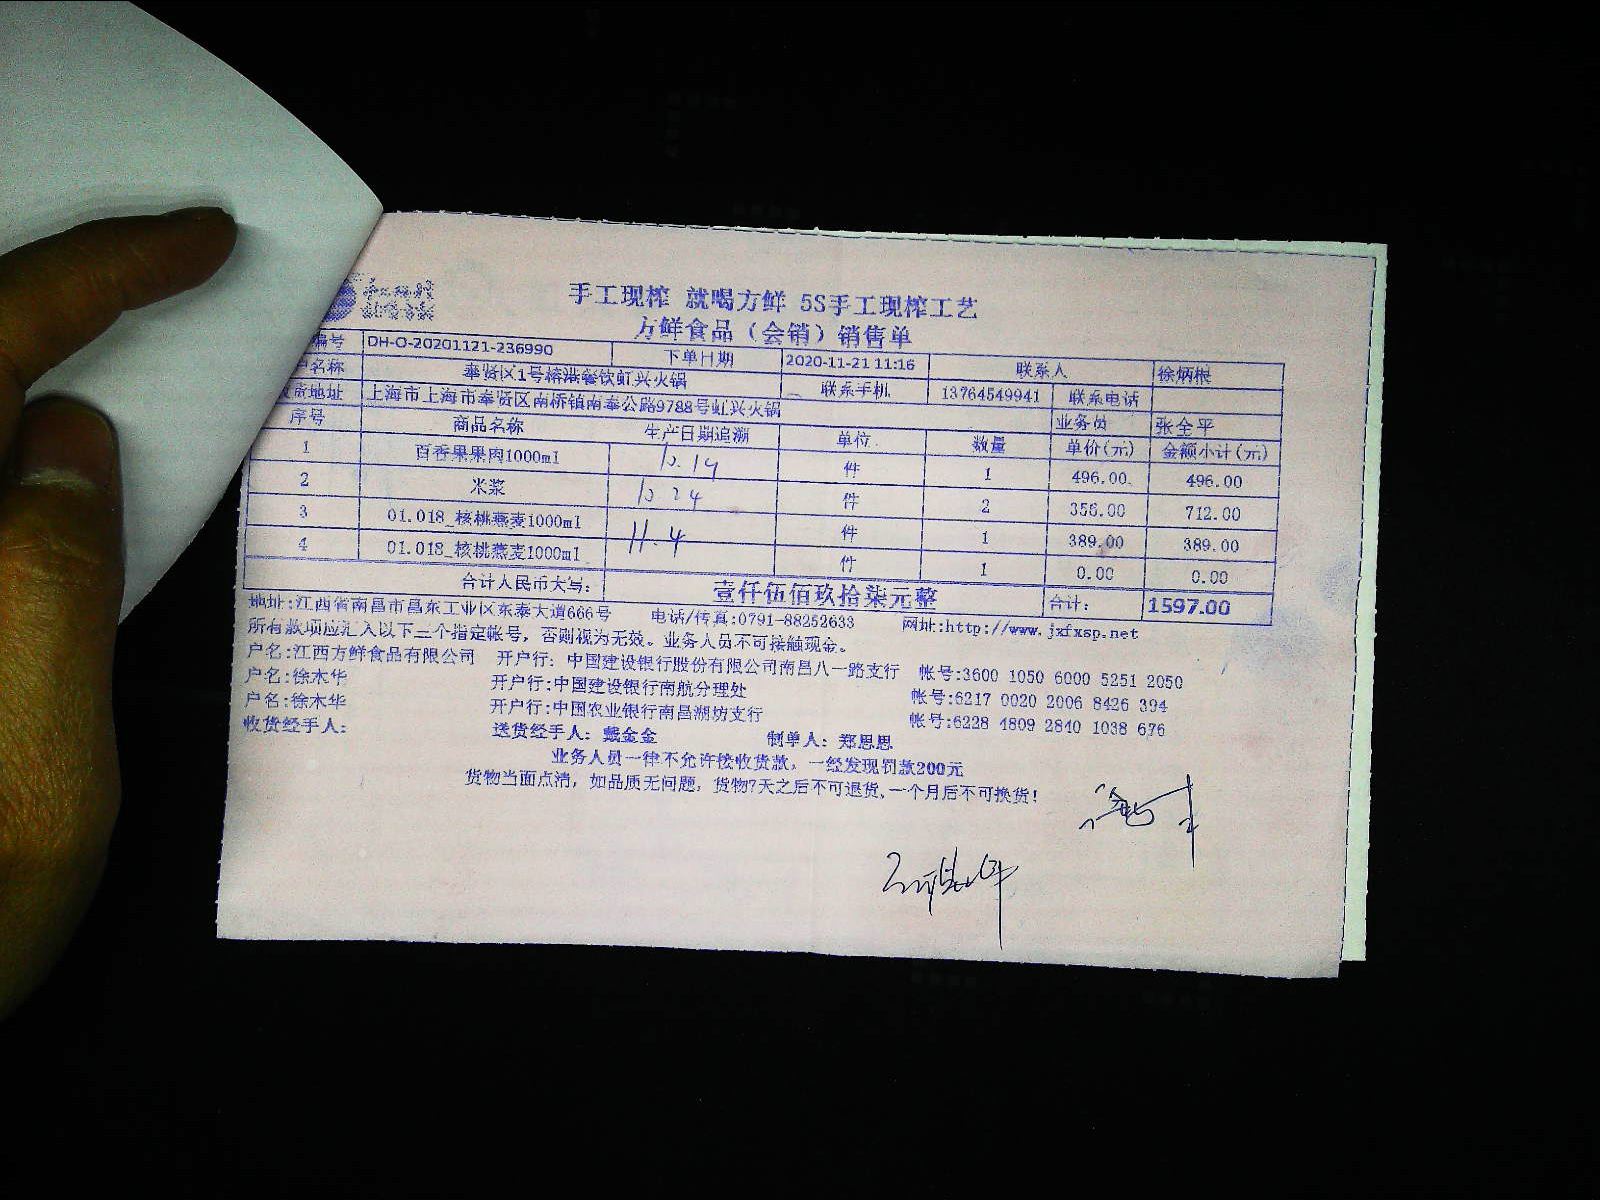 手工现榨 就喝方鲜 5S手工现榨工艺
方鲜食品（会销）销售单
编号 DH-O-20201121-236990 下单日期 2020-11-21 11:16 联系人 徐炳根
名称 奉贤区1号 餐饮虹兴火锅 联系手机 13764549941 联系电话
地址 上海市上海市奉贤区南桥镇南奉公路9788号虹兴火锅 业务员 张全平
序号 商品名称 生产日期追溯 单位 数量 单价(元) 金额小计(元)
1 百香果果肉1000ml 10.19 件 1 496.00 496.00
2 米浆 10.24 件 2 356.00 712.00
3 01.018_核桃燕麦1000ml 11.4 件 1 389.00 389.00
4 01.018_核桃燕麦1000ml 件 1 0.00 0.00
合计人民币大写： 壹仟伍佰玖拾柒元整 合计： 1597.00
地址:江西省南昌市昌东工业区东泰大道666号 电话/传真:0791-88252633 网址:http://www.jxfxsp.net
所有款项应汇入以下三个指定帐号，否则视为无效。业务人员不可接触现金。
户名:江西方鲜食品有限公司 开户行: 中国建设银行股份有限公司南昌八一路支行 帐号:3600 1050 6000 5251 2050
户名:徐木华 开户行:中国建设银行南航分理处 帐号:6217 0020 2006 8426 394
户名:徐木华 开户行:中国农业银行南昌湖坊支行 帐号:6228 4809 2840 1038 676
收货经手人: 送货经手人: 戴金金 制单人: 郑思思
业务人员一律不允许接收货款，一经发现罚款200元
货物当面点清，如品质无问题，货物7天之后不可退货,一个月后不可换货!